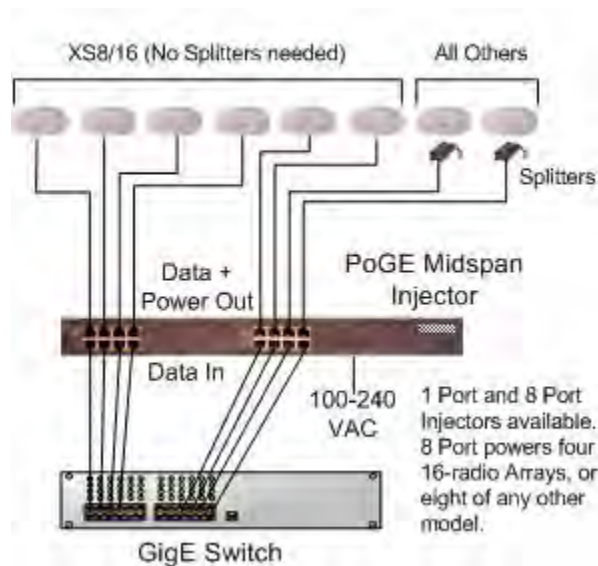 XS8/16 (No Splitters needed)
All Others
Splitters
Data +
Power Out
PoGE Midspan
Injector
Data In
100-240
VAC
1 Port and 8 Port
Injectors available.
8 Port powers four
16-radio Arrays, or
eight of any other
model.
GigE Switch